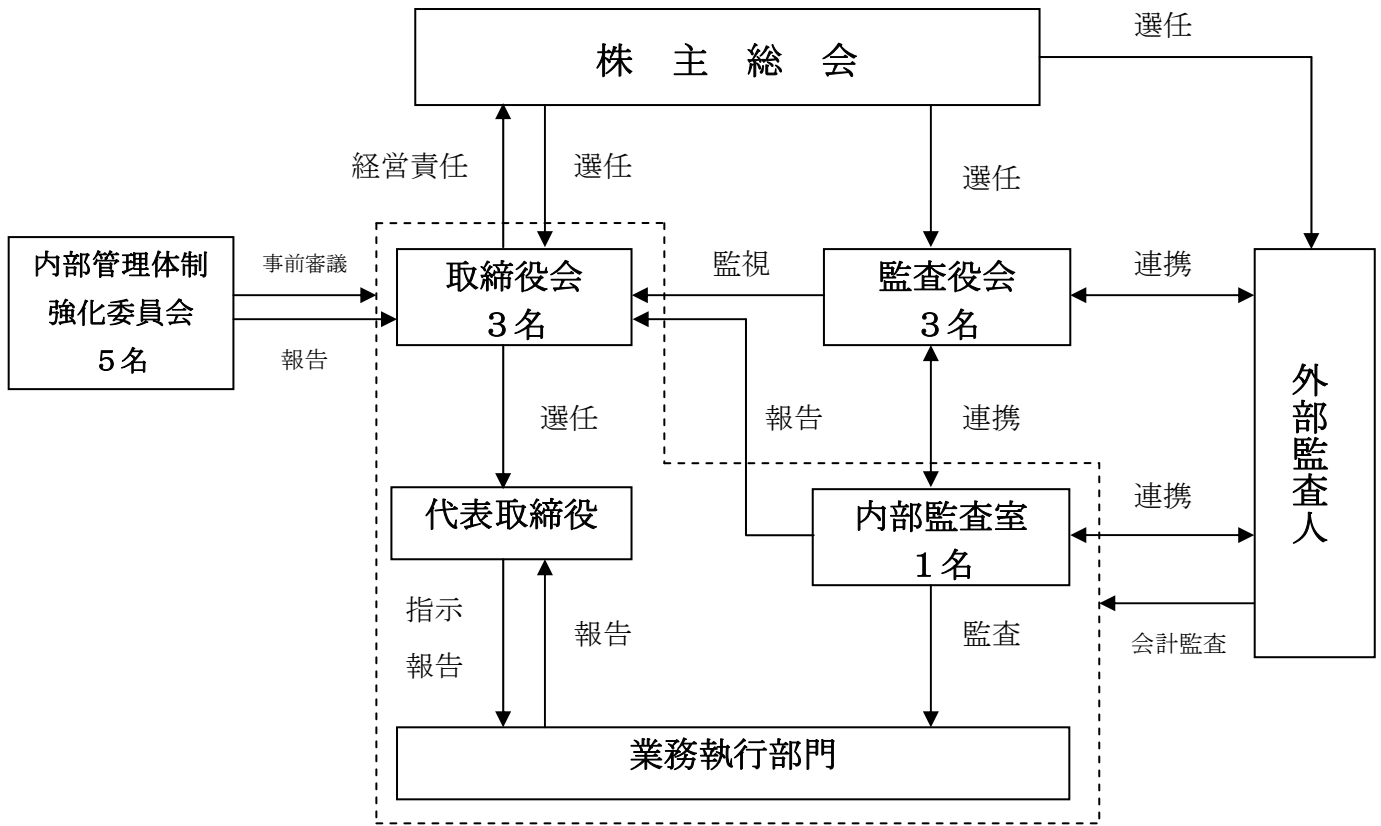 選任
株　主　総　会
経営責任
選任
選任
内部管理体制
強化委員会
５名
事前審議
報告
取締役会
３名
監視
監査役会
３名
連携
外部監査人
選任
報告
連携
代表取締役
内部監査室
１名
連携
指示
報告
報告
監査
会計監査
業務執行部門